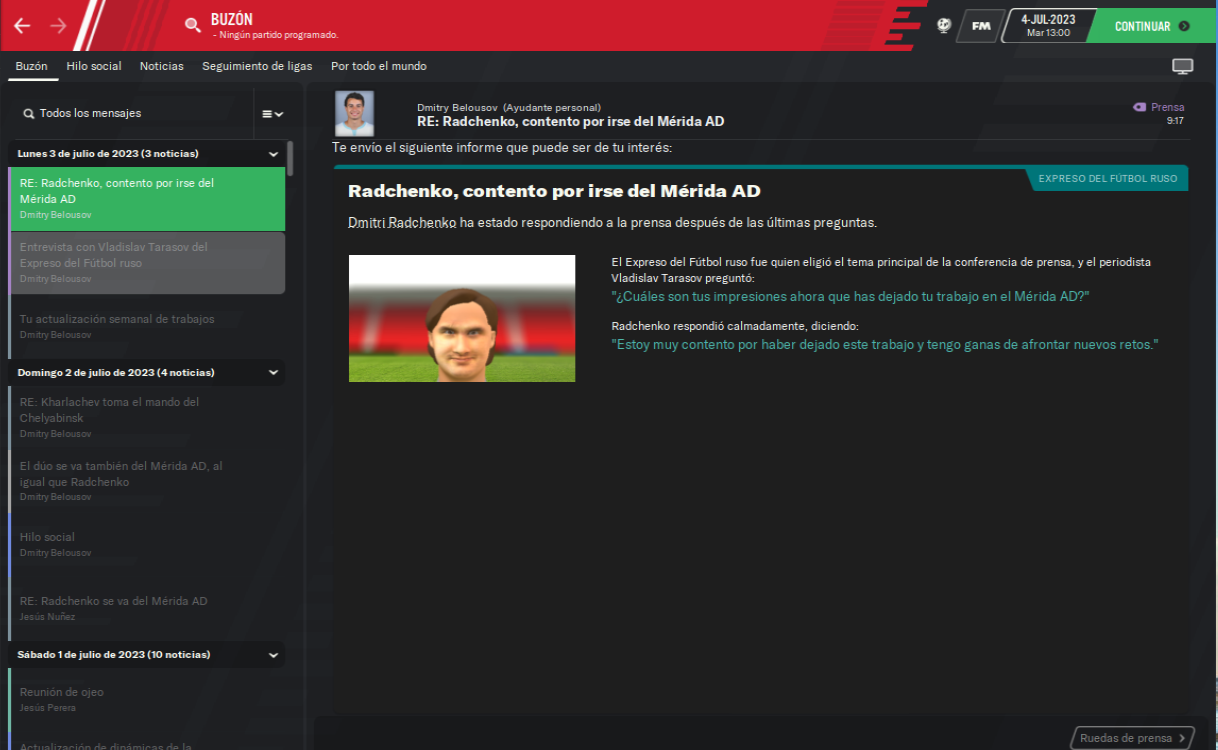 BUZÓN
- Ningún partido programado.
FM
4-JUL-2023
Mar 13:00
CONTINUAR
Buzón
Hilo social
Noticias
Seguimiento de ligas
Por todo el mundo
Todos los mensajes
Lunes 3 de julio de 2023 (3 noticias)
RE: Radchenko, contento por irse del
Mérida AD
Dmitry Belousov
Entrevista con Vladislav Tarasov del
Expreso del Fútbol ruso
Dmitry Belousov
Tu actualización semanal de trabajos
Dmitry Belousov
Domingo 2 de julio de 2023 (4 noticias)
RE: Kharlachev toma el mando del
Chelyabinsk
Dmitry Belousov
El dúo se va también del Mérida AD, al
igual que Radchenko
Dmitry Belousov
Hilo social
Dmitry Belousov
RE: Radchenko se va del Mérida AD
Jesús Nuñez
Sábado 1 de julio de 2023 (10 noticias)
Reunión de ojeo
Jesús Perera
Actualización de dinámicas de la
Dmitry Belousov (Ayudante personal)
RE: Radchenko, contento por irse del Mérida AD
Prensa
9:17
Te envío el siguiente informe que puede ser de tu interés:
EXPRESO DEL FÚTBOL RUSO
Radchenko, contento por irse del Mérida AD
Dmitri Radchenko ha estado respondiendo a la prensa después de las últimas preguntas.
El Expreso del Fútbol ruso fue quien eligió el tema principal de la conferencia de prensa, y el periodista
Vladislav Tarasov preguntó:
"¿Cuáles son tus impresiones ahora que has dejado tu trabajo en el Mérida AD?"
Radchenko respondió calmadamente, diciendo:
"Estoy muy contento por haber dejado este trabajo y tengo ganas de afrontar nuevos retos."
Ruedas de prensa